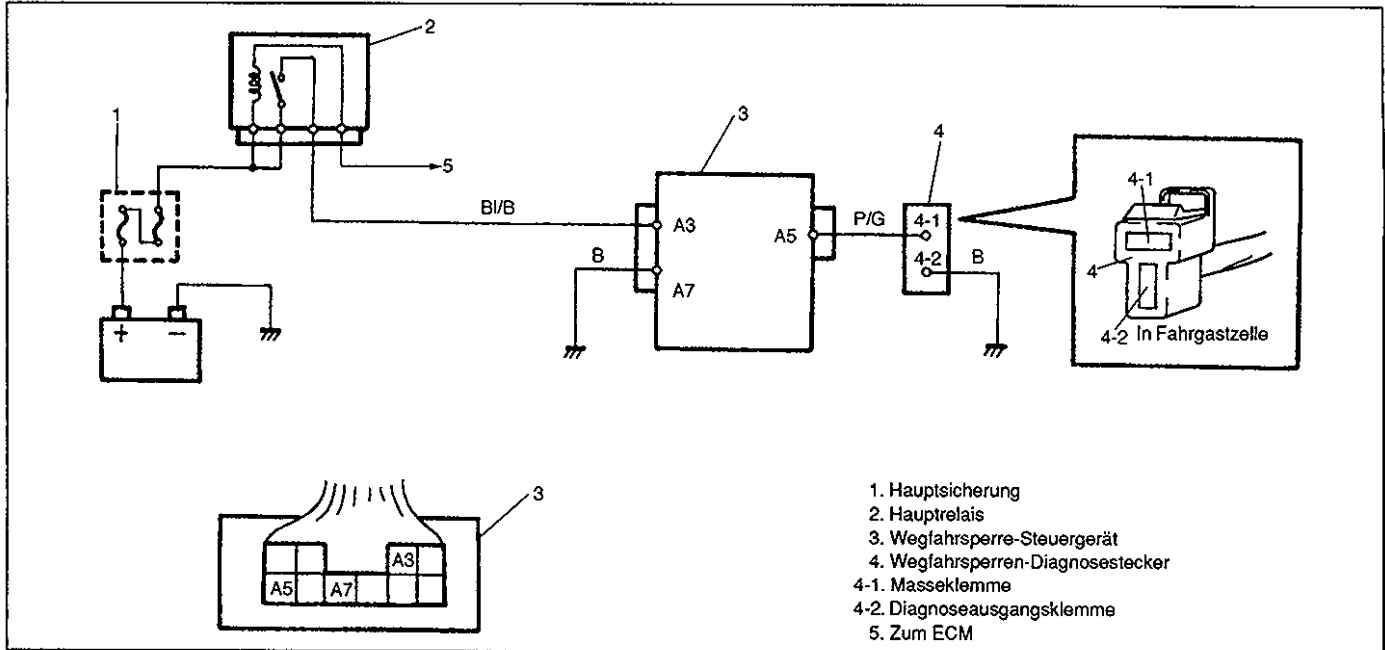 2
1
3
4
5
4-1
Bl/B
A3
A5
P/G
4-1
4
B
4-2
B
A7
+ −
4-2 In Fahrgastzelle
3
A3
A5 A7
1. Hauptsicherung
2. Hauptrelais
3. Wegfahrsperre-Steuergerät
4. Wegfahrsperren-Diagnosestecker
4-1. Masseklemme
4-2. Diagnoseausgangsklemme
5. Zum ECM